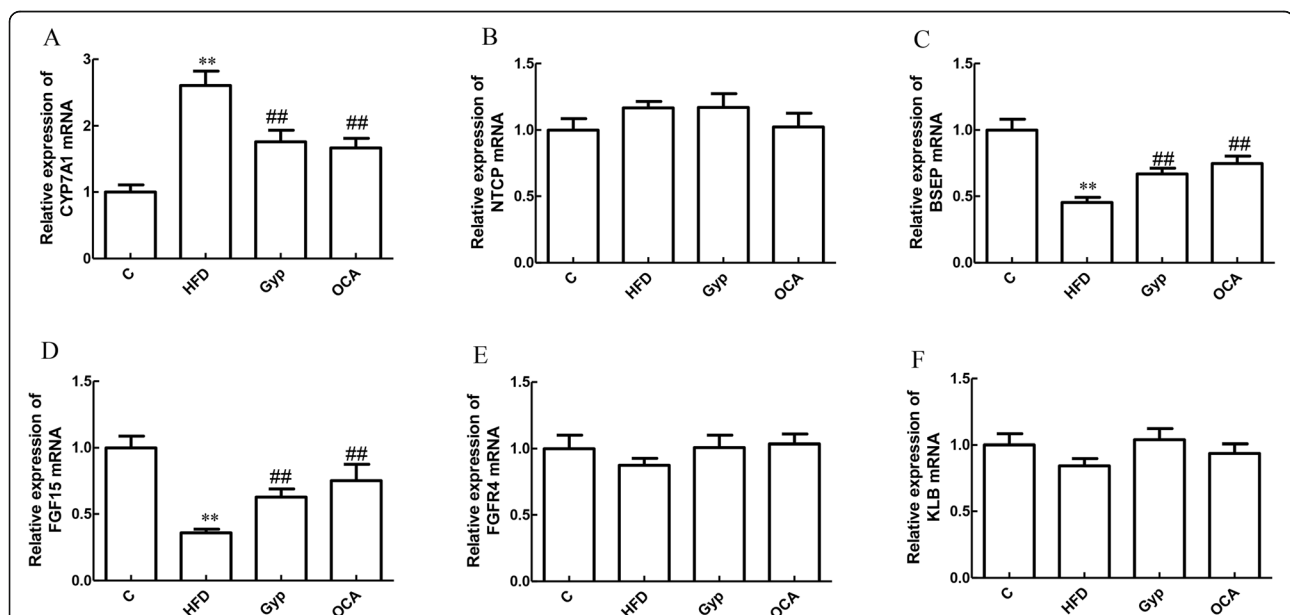 A
Relative expression of
CYP7A1 mRNA
3
2
1
0
**
##
##
C
HFD
Gyp
OCA
B
Relative expression of
NTCP mRNA
1.5
1.0
0.5
0.0
C
HFD
Gyp
OCA
C
Relative expression of
BSEP mRNA
1.5
1.0
0.5
0.0
**
##
##
C
HFD
Gyp
OCA
D
Relative expression of
FGF15 mRNA
1.5
1.0
0.5
0.0
**
##
##
C
HFD
Gyp
OCA
E
Relative expression of
FGFR4 mRNA
1.5
1.0
0.5
0.0
C
HFD
Gyp
OCA
F
Relative expression of
KLB mRNA
1.5
1.0
0.5
0.0
C
HFD
Gyp
OCA